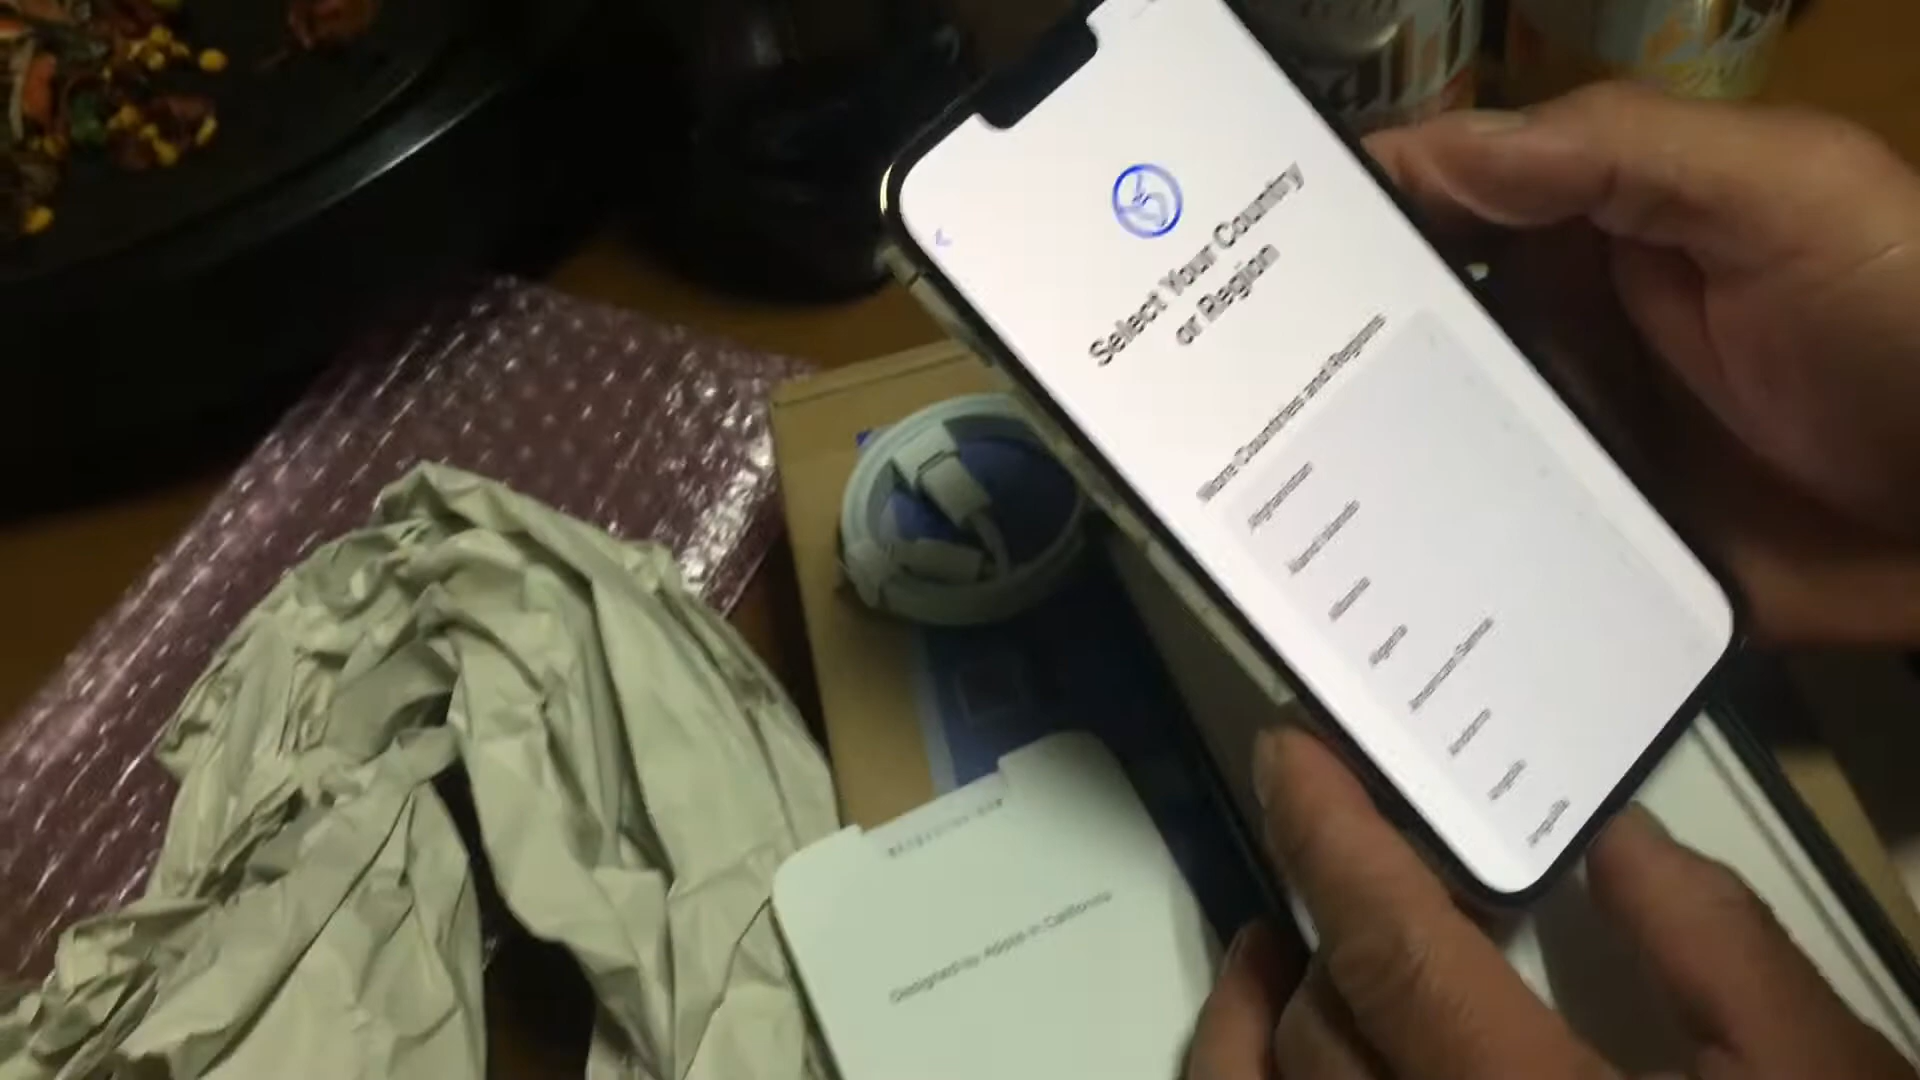 Select Your Country
or Region
More Countries and Regions
Afghanistan
Åland Islands
Albania
Algeria
American Samoa
Andorra
Angola
Anguilla
Designed by Apple in California